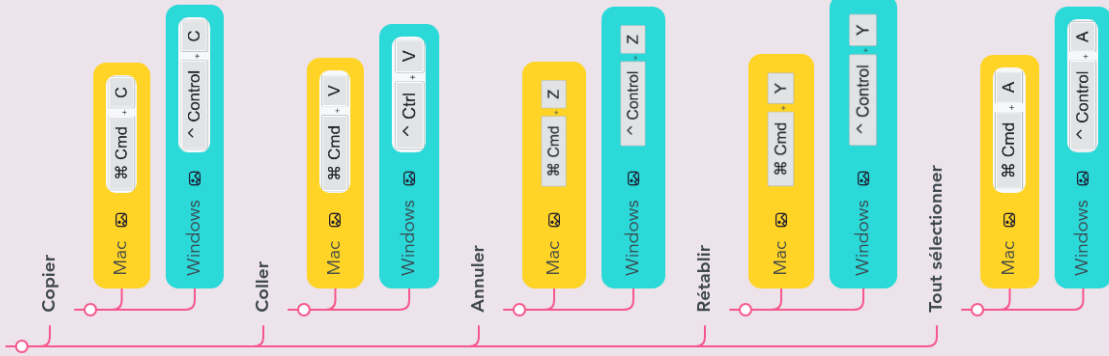 Copier
Mac ⌘ Cmd + C
Windows ^ Control + C
Coller
Mac ⌘ Cmd + V
Windows ^ Ctrl + V
Annuler
Mac ⌘ Cmd + Z
Windows ^ Control + Z
Rétablir
Mac ⌘ Cmd + Y
Windows ^ Control + Y
Tout sélectionner
Mac ⌘ Cmd + A
Windows ^ Control + A